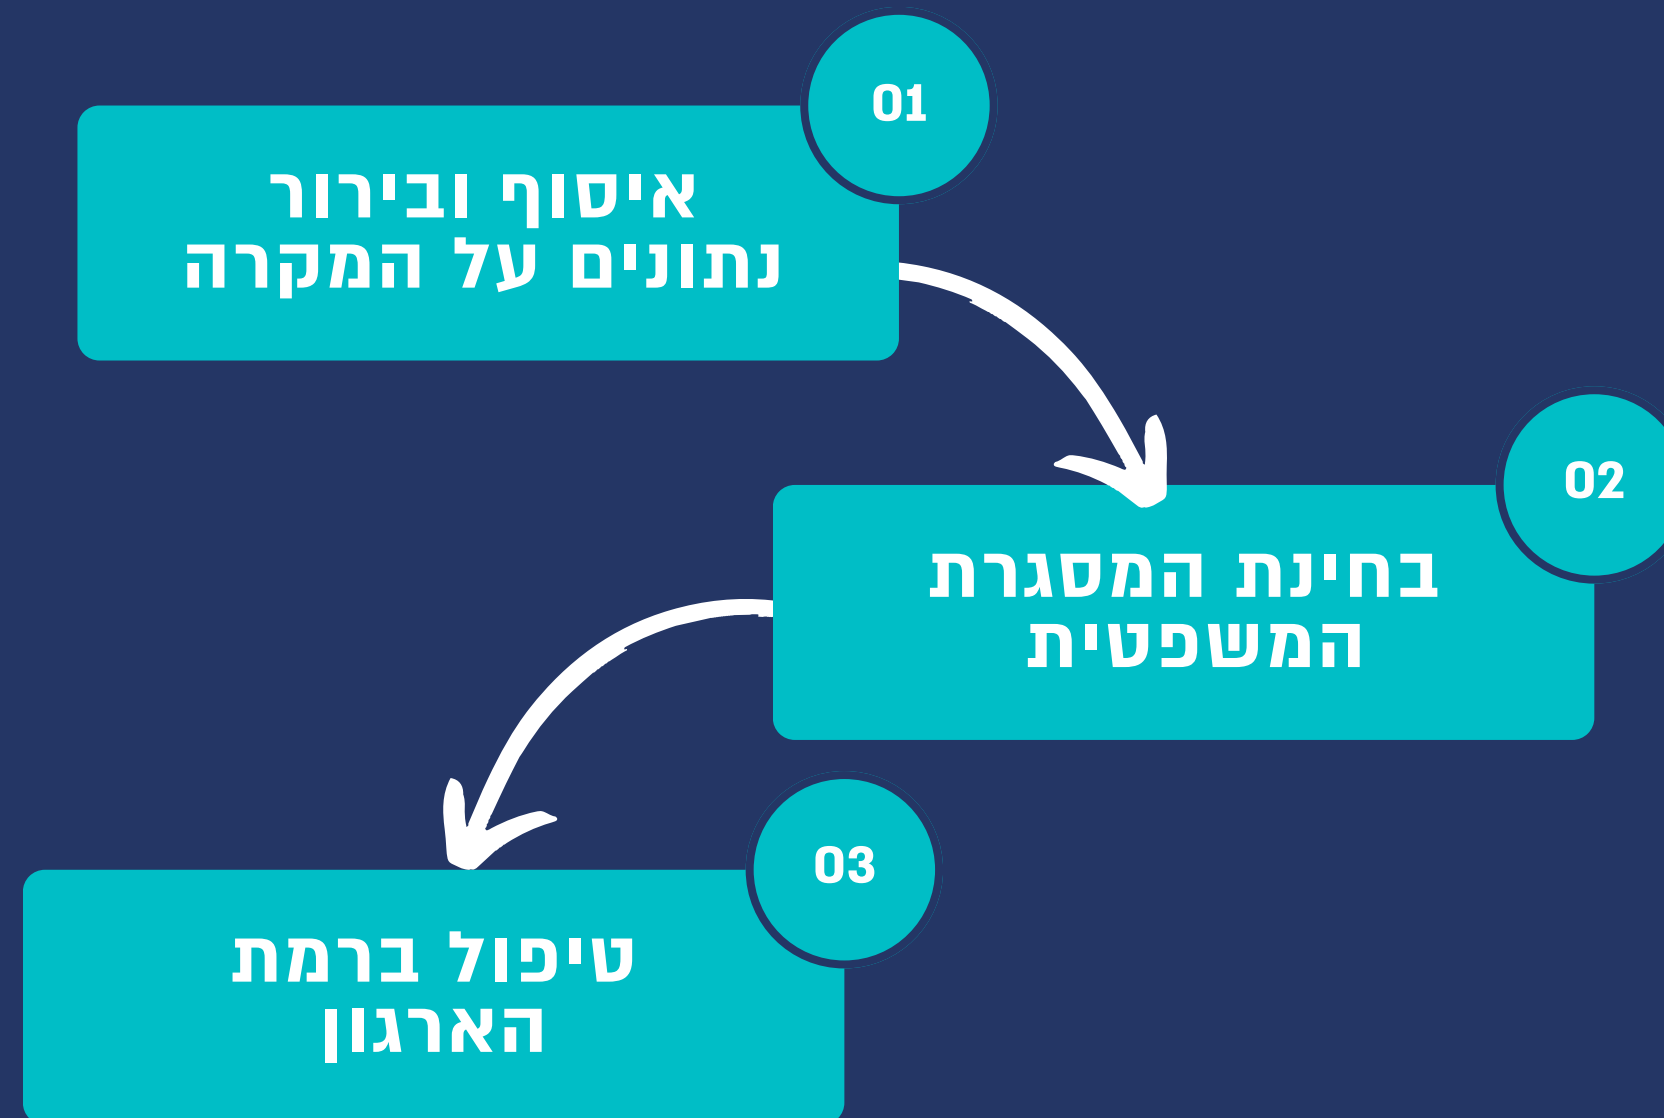 01
איסוף ובירור
נתונים על המקרה
02
בחינת המסגרת
המשפטית
03
טיפול ברמת
הארגון